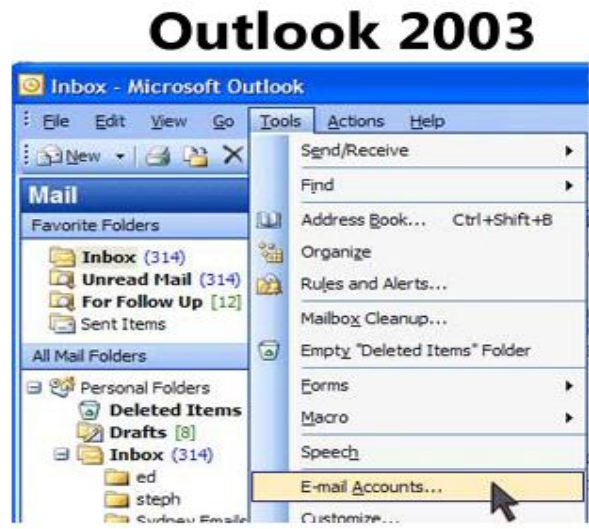 Outlook 2003
Inbox - Microsoft Outlook
File Edit View Go Tools Actions Help
New
Mail
Favorite Folders
Inbox (314)
Unread Mail (314)
For Follow Up [12]
Sent Items
All Mail Folders
Personal Folders
Deleted Items
Drafts [8]
Inbox (314)
ed
steph
Sydney Emails
Send/Receive
Find
Address Book... Ctrl+Shift+B
Organize
Rules and Alerts...
Mailbox Cleanup...
Empty "Deleted Items" Folder
Forms
Macro
Speech
E-mail Accounts...
Customize...